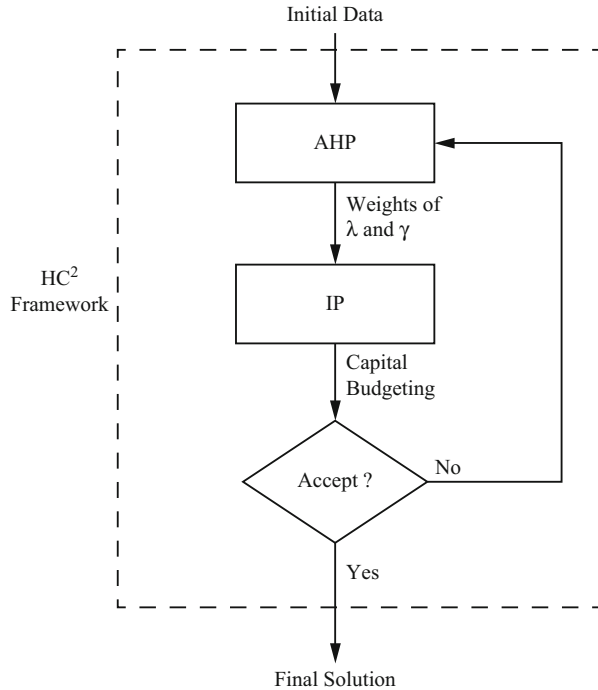 Initial Data
AHP
Weights of
λ and γ
HC²
Framework
IP
Capital
Budgeting
Accept ?
No
Yes
Final Solution